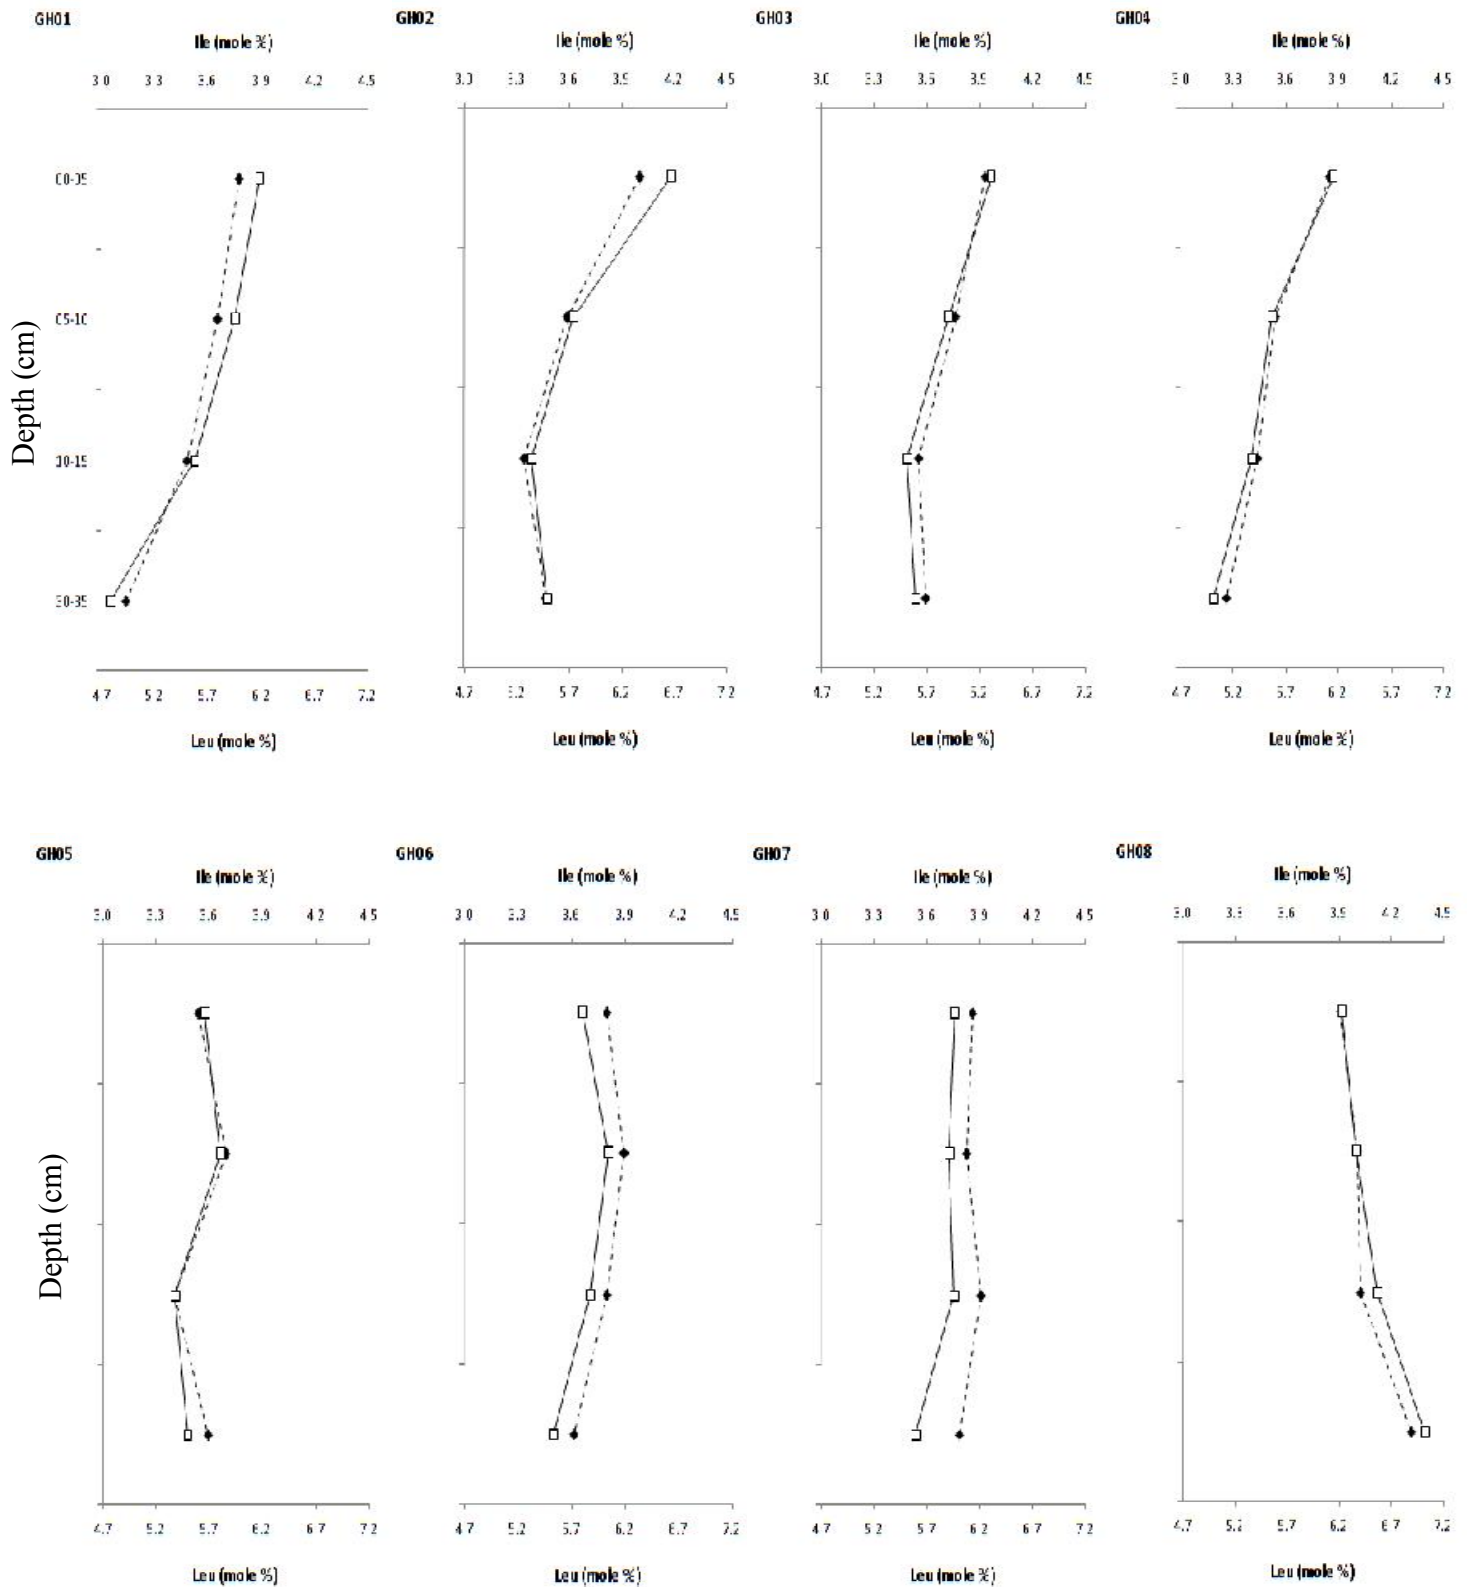 GH01 GH02 GH03 GH04
Ile (mole %) Ile (mole %) Ile (mole %) Ile (mole %)
3.0 3.3 3.6 3.9 4.2 4.5 3.0 3.3 3.6 3.9 4.2 4.5 3.0 3.3 3.6 3.9 4.2 4.5 3.0 3.3 3.6 3.9 4.2 4.5
00-05
05-10
Depth (cm)
10-15
30-35
4.7 5.2 5.7 6.2 6.7 7.2 4.7 5.2 5.7 6.2 6.7 7.2 4.7 5.2 5.7 6.2 6.7 7.2 4.7 5.2 5.7 6.2 6.7 7.2
Leu (mole %) Leu (mole %) Leu (mole %) Leu (mole %)
GH05 GH06 GH07 GH08
Ile (mole %) Ile (mole %) Ile (mole %) Ile (mole %)
3.0 3.3 3.6 3.9 4.2 4.5 3.0 3.3 3.6 3.9 4.2 4.5 3.0 3.3 3.6 3.9 4.2 4.5 3.0 3.3 3.6 3.9 4.2 4.5
Depth (cm)
4.7 5.2 5.7 6.2 6.7 7.2 4.7 5.2 5.7 6.2 6.7 7.2 4.7 5.2 5.7 6.2 6.7 7.2 4.7 5.2 5.7 6.2 6.7 7.2
Leu (mole %) Leu (mole %) Leu (mole %) Leu (mole %)